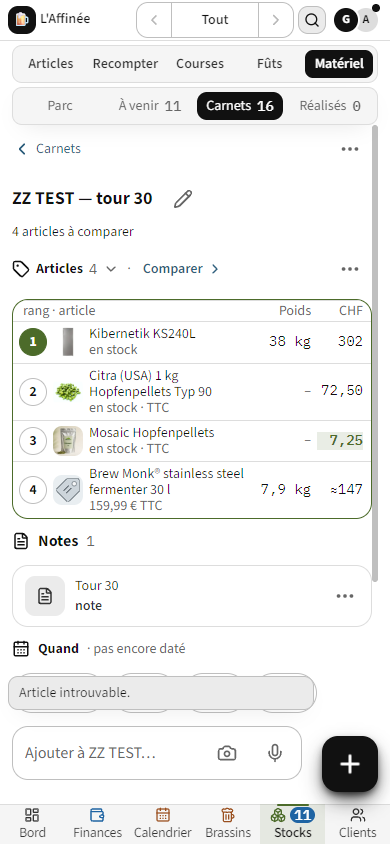 L'Affinée
Tout
G
A
Articles
Recompter
Courses
Fûts
Matériel
Parc
À venir 11
Carnets 16
Réalisés 0
Carnets
ZZ TEST — tour 30
4 articles à comparer
Articles 4 · Comparer
rang · article Poids CHF
1 Kibernetik KS240L 38 kg 302
en stock
2 Citra (USA) 1 kg
Hopfenpellets Typ 90 – 72,50
en stock · TTC
3 Mosaic Hopfenpellets – 7,25
en stock · TTC
4 Brew Monk® stainless steel
fermenter 30 l 7,9 kg ≈147
159,99 € TTC
Notes 1
Tour 30
note
Quand · pas encore daté
Article introuvable.
Ajouter à ZZ TEST…
11
Bord
Finances
Calendrier
Brassins
Stocks
Clients